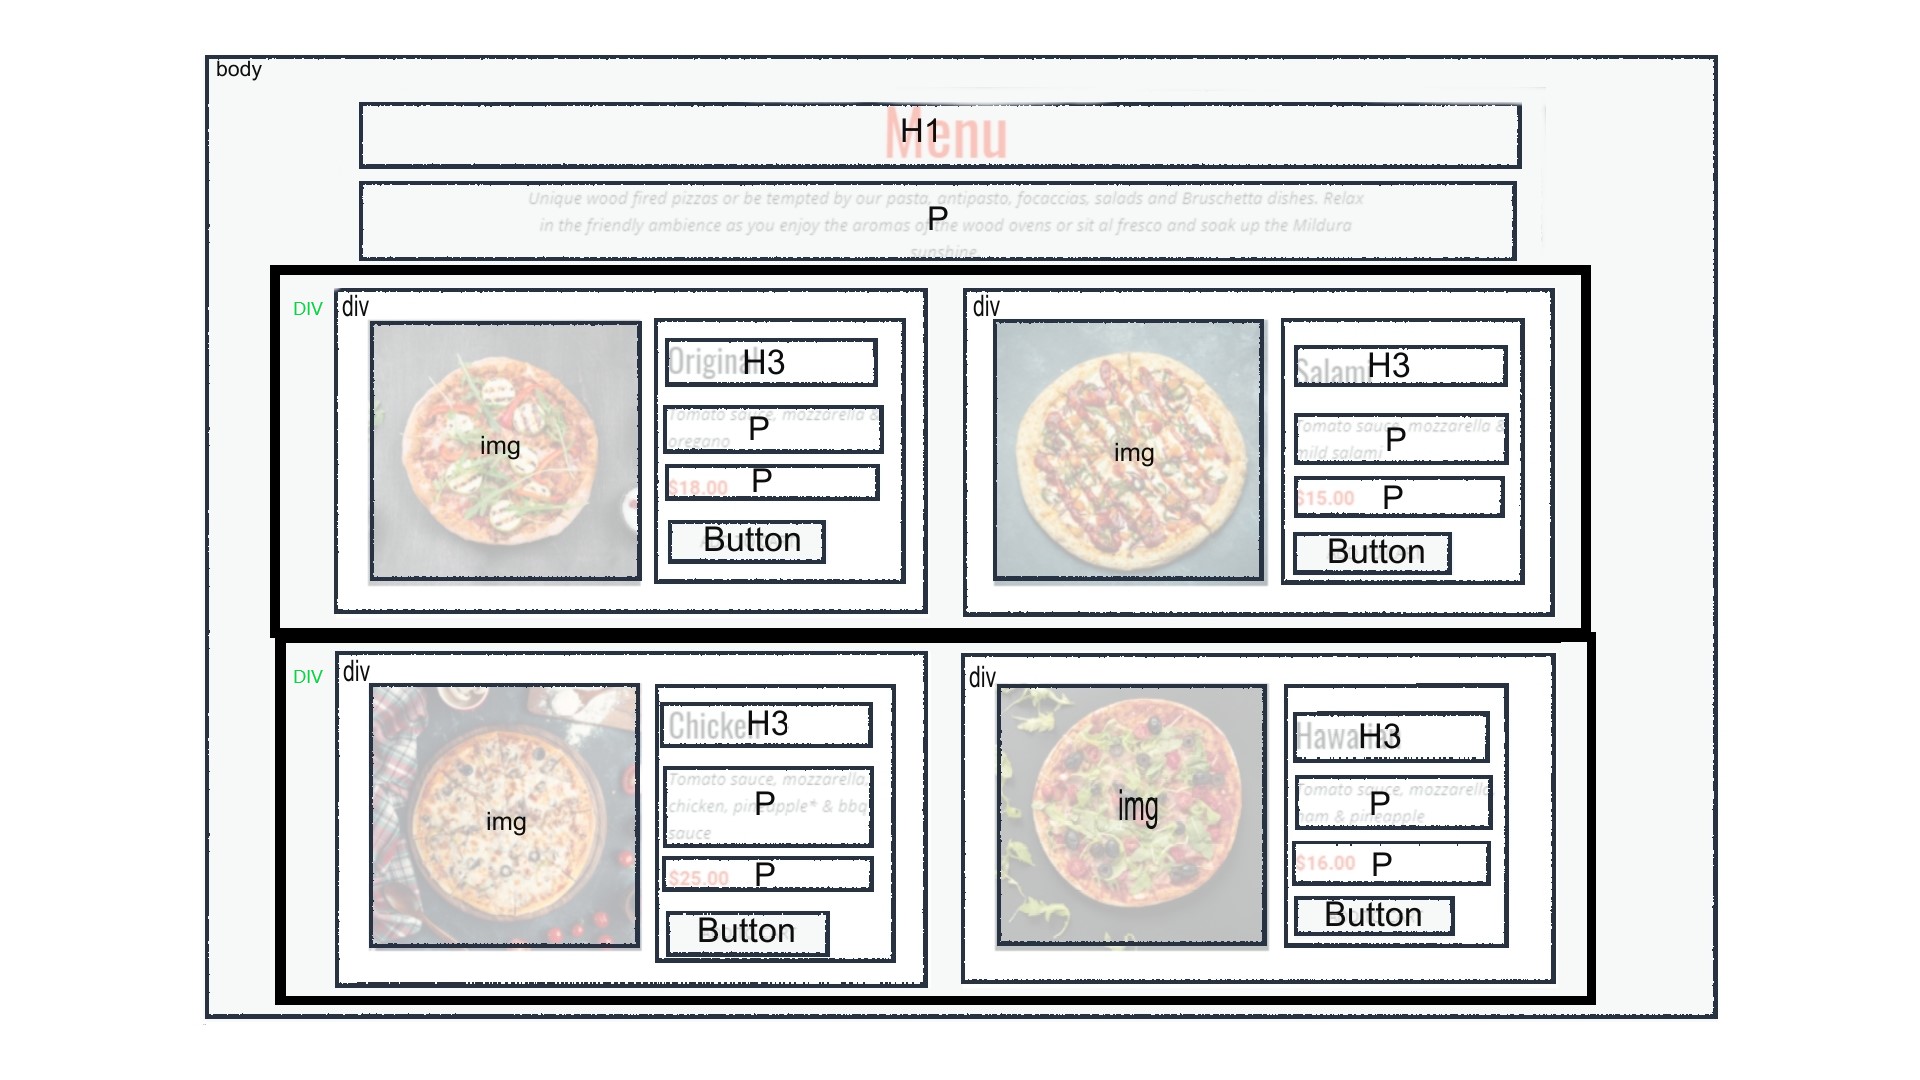 body
Menu
H1
Unique wood fired pizzas or be tempted by our pasta, antipasto, focaccias, salads and Bruschetta dishes. Relax
in the friendly ambience as you enjoy the aromas of the wood ovens or sit al fresco and soak up the Mildura
sunshine.
P
DIV
div
img
Original
H3
Tomato sauce, mozzarella &
oregano
P
$18.00
P
Button
div
img
Salami
H3
Tomato sauce, mozzarella &
mild salami
P
$15.00
P
Button
DIV
div
img
Chicken
H3
Tomato sauce, mozzarella,
chicken, pineapple* & bbq
sauce
P
$25.00
P
Button
div
img
Hawaiian
H3
Tomato sauce, mozzarella
ham & pineapple
P
$16.00
P
Button